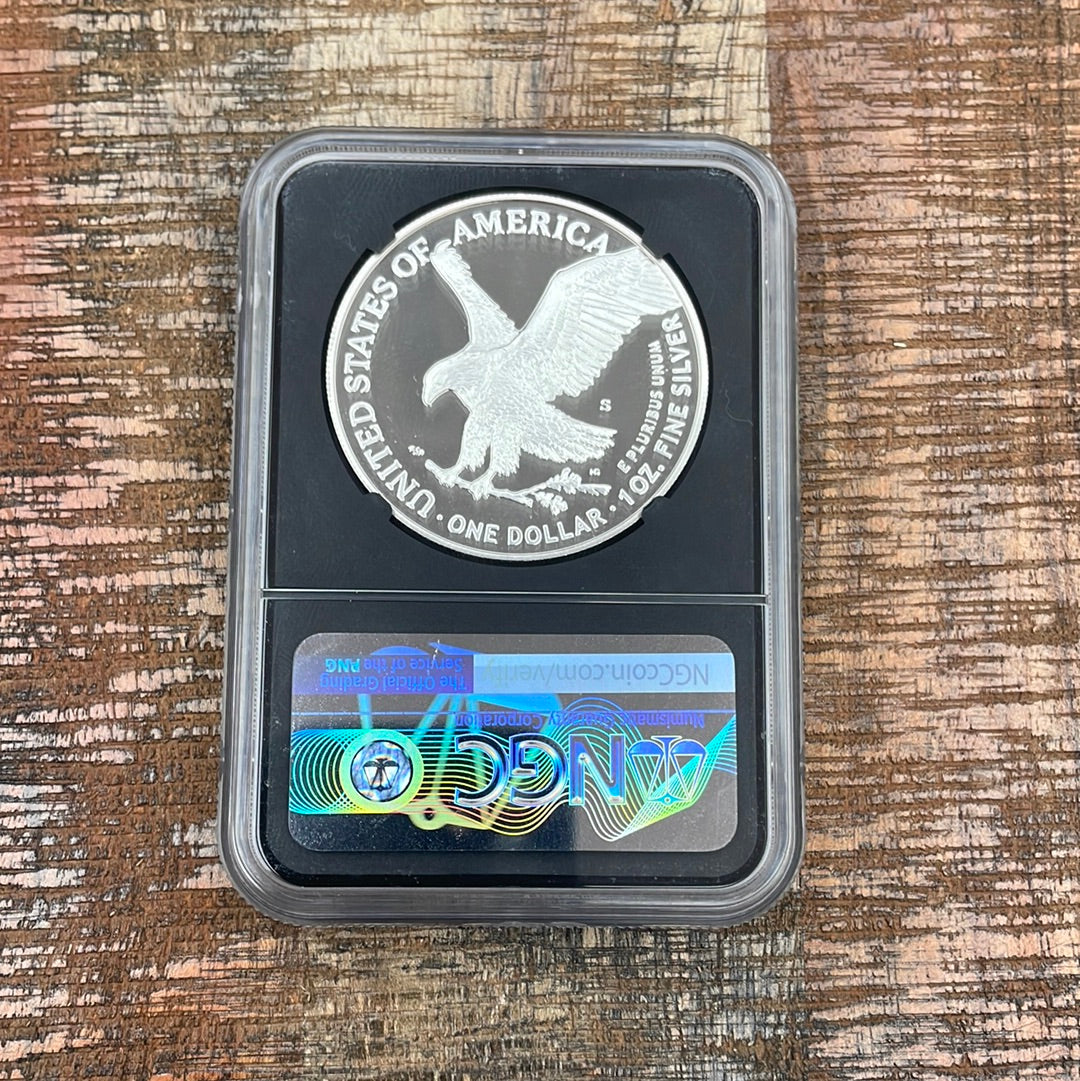 UNITED STATES OF AMERICA
E PLURIBUS UNUM
1 OZ. FINE SILVER
· ONE DOLLAR ·
S
NGCcoin.com/verify
The Official Grading
Service of the PNG
Numismatic Guaranty Corporation
NGC